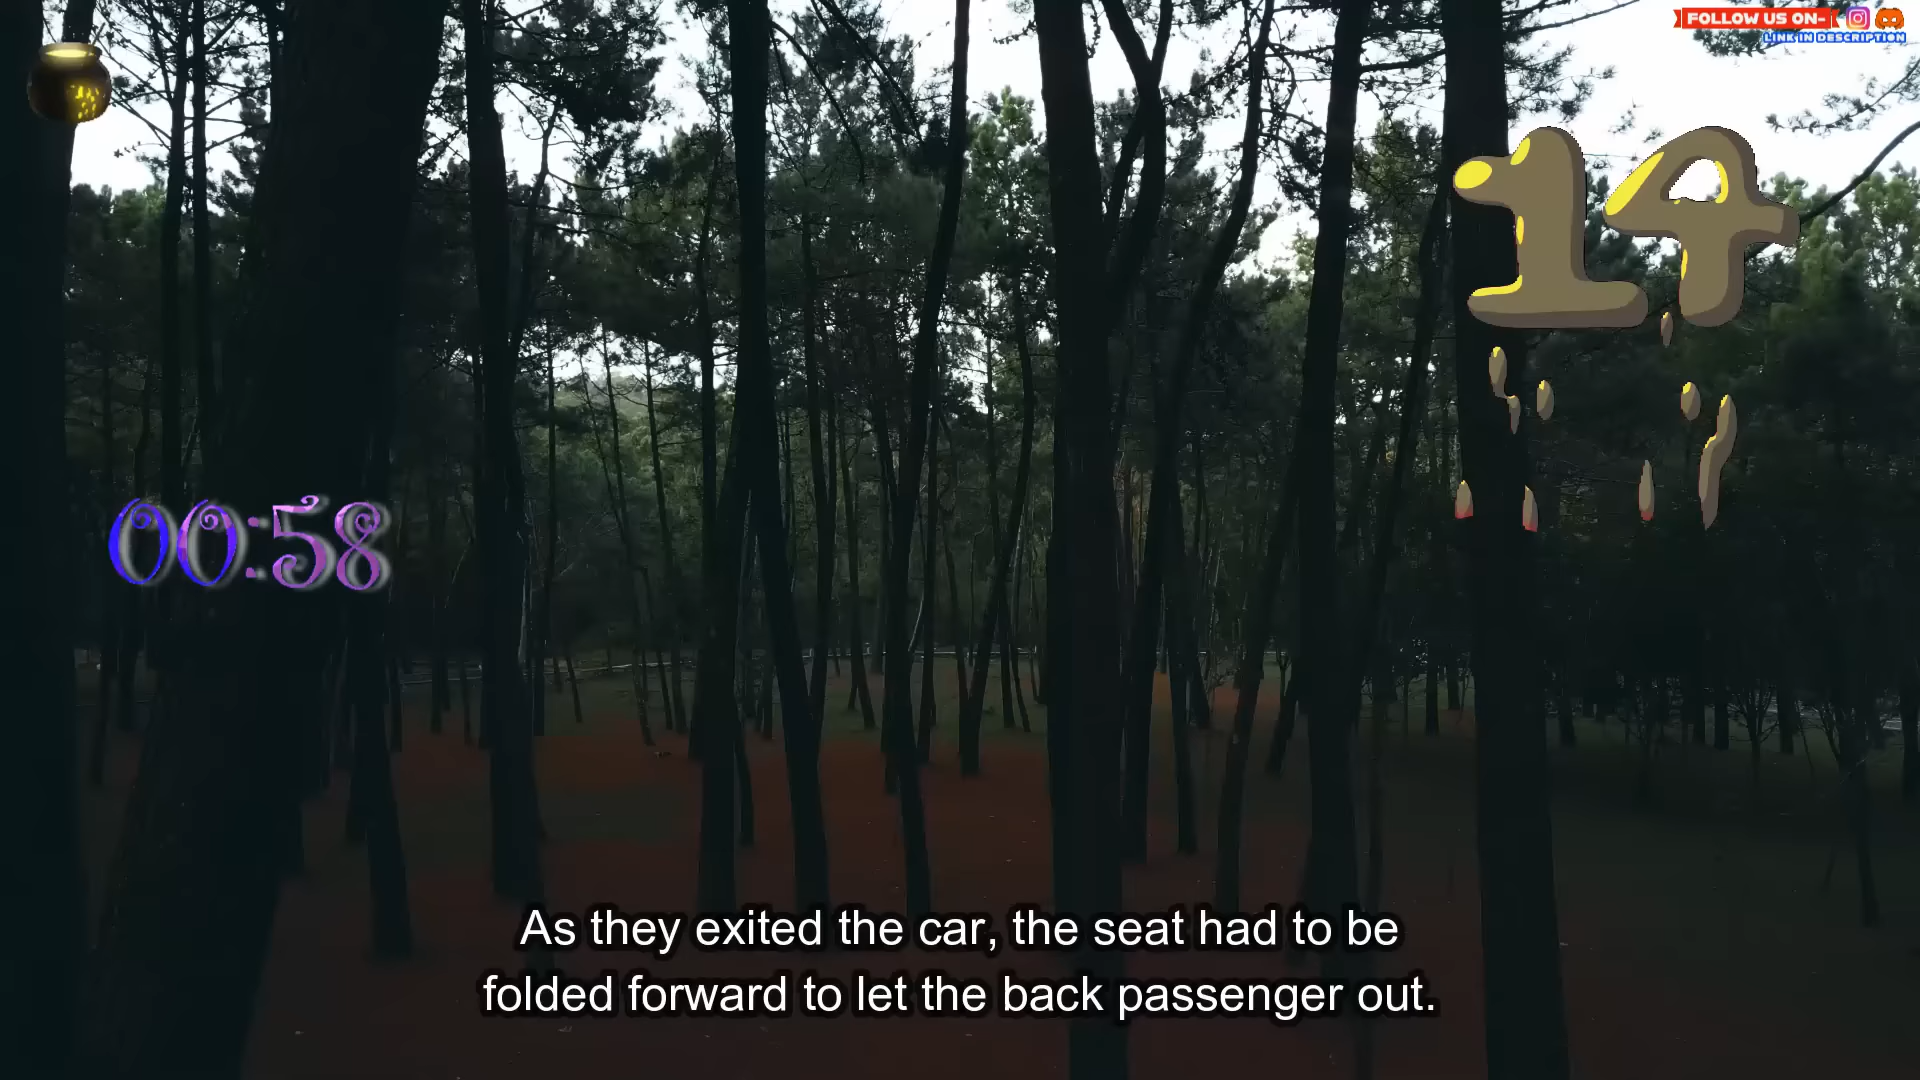 FOLLOW US ON-
LINK IN DESCRIPTION
14
00:58
As they exited the car, the seat had to be
folded forward to let the back passenger out.